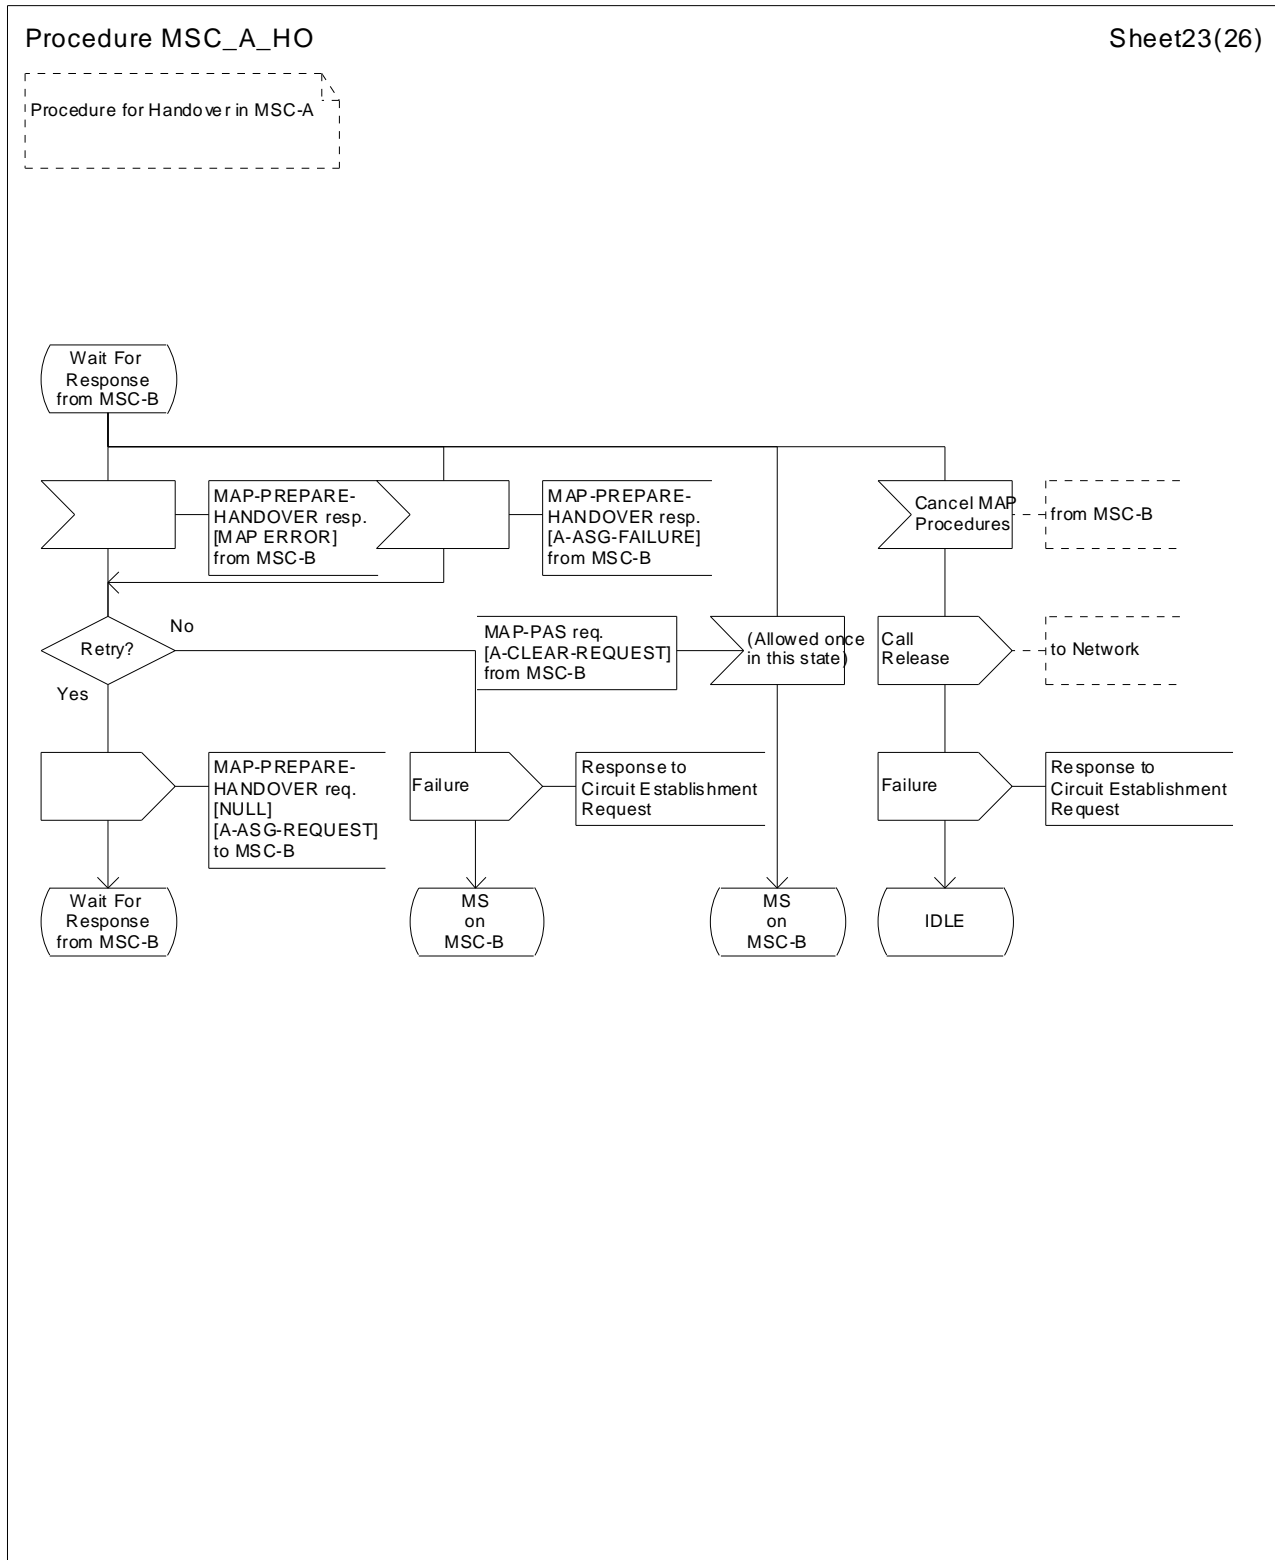 Procedure MSC_A_HO
Sheet23(26)
Procedure for Handover in MSC-A
Wait For
Response
from MSC-B
MAP-PREPARE-
HANDOVER resp.
[MAP ERROR]
from MSC-B
MAP-PREPARE-
HANDOVER resp.
[A-ASG-FAILURE]
from MSC-B
Cancel MAP
Procedures
from MSC-B
Retry?
No
Yes
MAP-PAS req.
[A-CLEAR-REQUEST]
from MSC-B
(Allowed once
in this state)
Call
Release
to Network
MAP-PREPARE-
HANDOVER req.
[NULL]
[A-ASG-REQUEST]
to MSC-B
Failure
Response to
Circuit Establishment
Request
Failure
Response to
Circuit Establishment
Request
Wait For
Response
from MSC-B
MS
on
MSC-B
MS
on
MSC-B
IDLE